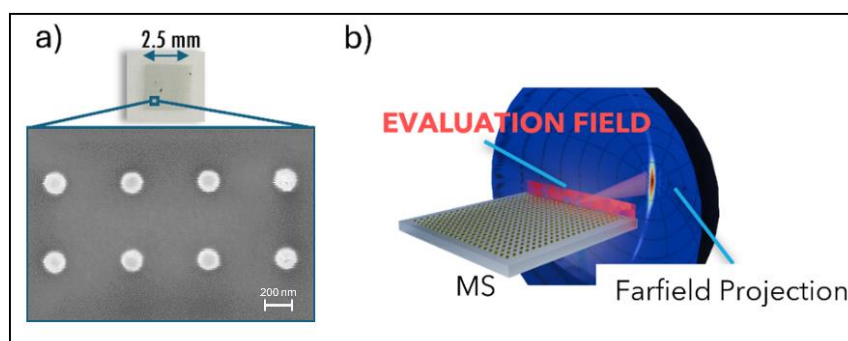 a)
2.5 mm
200 nm
b)
EVALUATION FIELD
MS
Farfield Projection